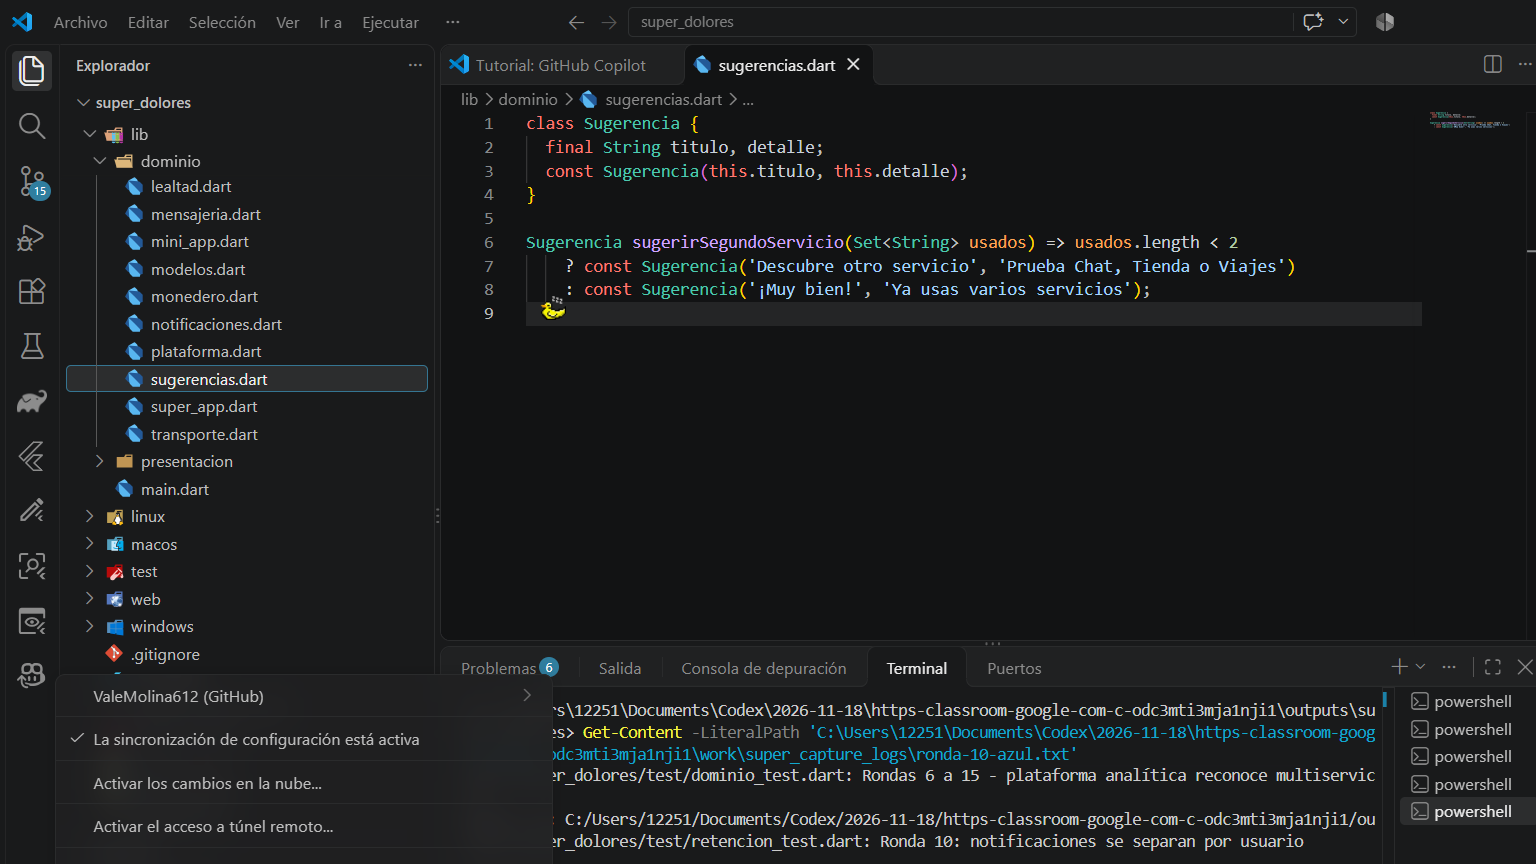 Archivo Editar Selección Ver Ir a Ejecutar ··· super_dolores
Explorador ···
super_dolores
lib
dominio
lealtad.dart
mensajeria.dart
mini_app.dart
modelos.dart
monedero.dart
notificaciones.dart
plataforma.dart
sugerencias.dart
super_app.dart
transporte.dart
presentacion
main.dart
linux
macos
test
web
windows
.gitignore
15
ValeMolina612 (GitHub)
La sincronización de configuración está activa
Activar los cambios en la nube...
Activar el acceso a túnel remoto...
Tutorial: GitHub Copilot sugerencias.dart
lib > dominio > sugerencias.dart > ...
1 class Sugerencia {
2 final String titulo, detalle;
3 const Sugerencia(this.titulo, this.detalle);
4 }
5
6 Sugerencia sugerirSegundoServicio(Set<String> usados) => usados.length < 2
7 ? const Sugerencia('Descubre otro servicio', 'Prueba Chat, Tienda o Viajes')
8 : const Sugerencia('¡Muy bien!', 'Ya usas varios servicios');
9
Problemas 6 Salida Consola de depuración Terminal Puertos
rs\12251\Documents\Codex\2026-11-18\https-classroom-google-com-c-odc3mti3mja1nji1\outputs\su
es> Get-Content -LiteralPath 'C:\Users\12251\Documents\Codex\2026-11-18\https-classroom-goog
odc3mti3mja1nji1\work\super_capture_logs\ronda-10-azul.txt'
er_dolores/test/dominio_test.dart: Rondas 6 a 15 - plataforma analítica reconoce multiservic
: C:/Users/12251/Documents/Codex/2026-11-18/https-classroom-google-com-c-odc3mti3mja1nji1/ou
er_dolores/test/retencion_test.dart: Ronda 10: notificaciones se separan por usuario
powershell
powershell
powershell
powershell
powershell